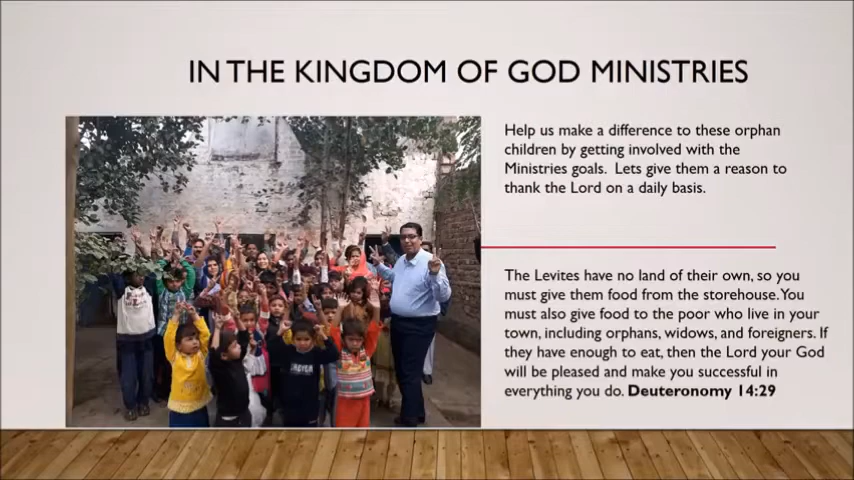 IN THE KINGDOM OF GOD MINISTRIES
Help us make a difference to these orphan
children by getting involved with the
Ministries goals. Lets give them a reason to
thank the Lord on a daily basis.
The Levites have no land of their own, so you
must give them food from the storehouse. You
must also give food to the poor who live in your
town, including orphans, widows, and foreigners. If
they have enough to eat, then the Lord your God
will be pleased and make you successful in
everything you do. Deuteronomy 14:29